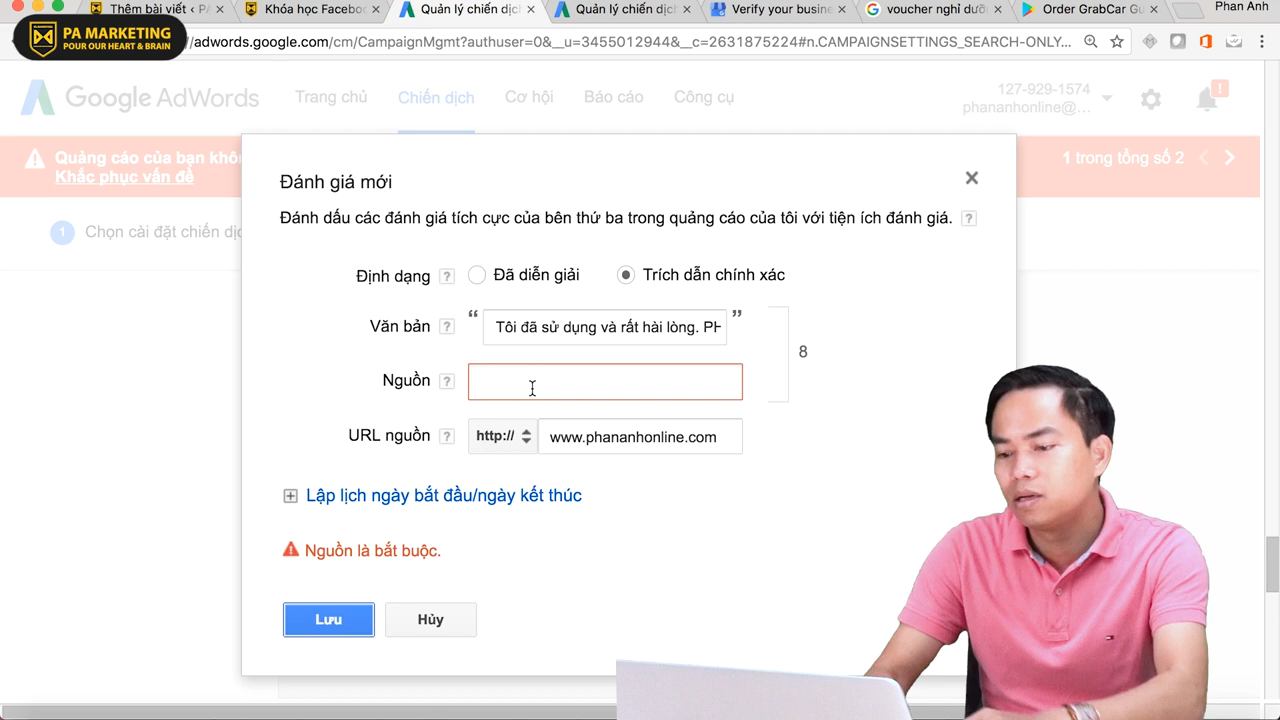 Thêm bài viết ‹ P
Khóa học Facebo
Quản lý chiến dịc
Quản lý chiến dịc
Verify your busine
voucher nghỉ dưỡ
Order GrabCar Gu
Phan Anh
PA MARKETING
POUR OUR HEART & BRAIN
//adwords.google.com/cm/CampaignMgmt?authuser=0&__u=3455012944&__c=2631875224#n.CAMPAIGNSETTINGS_SEARCH-ONLY...
Google AdWords
Trang chủ
Chiến dịch
Cơ hội
Báo cáo
Công cụ
127-929-1574
phananhonline@...
!
Quảng cáo của bạn khôn
Khắc phục vấn đề
1 trong tổng số 2
1 Chọn cài đặt chiến dịc
Đánh giá mới
Đánh dấu các đánh giá tích cực của bên thứ ba trong quảng cáo của tôi với tiện ích đánh giá. ?
Định dạng ? Đã diễn giải Trích dẫn chính xác
Văn bản ? “ Tôi đã sử dụng và rất hài lòng. PH ”
8
Nguồn ?
URL nguồn ? http:// www.phananhonline.com
Lập lịch ngày bắt đầu/ngày kết thúc
Nguồn là bắt buộc.
Lưu Hủy